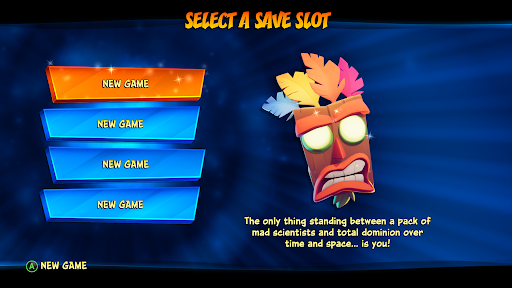 SELECT A SAVE SLOT
NEW GAME
NEW GAME
NEW GAME
NEW GAME
The only thing standing between a pack of
mad scientists and total dominion over
time and space... is you!
A NEW GAME